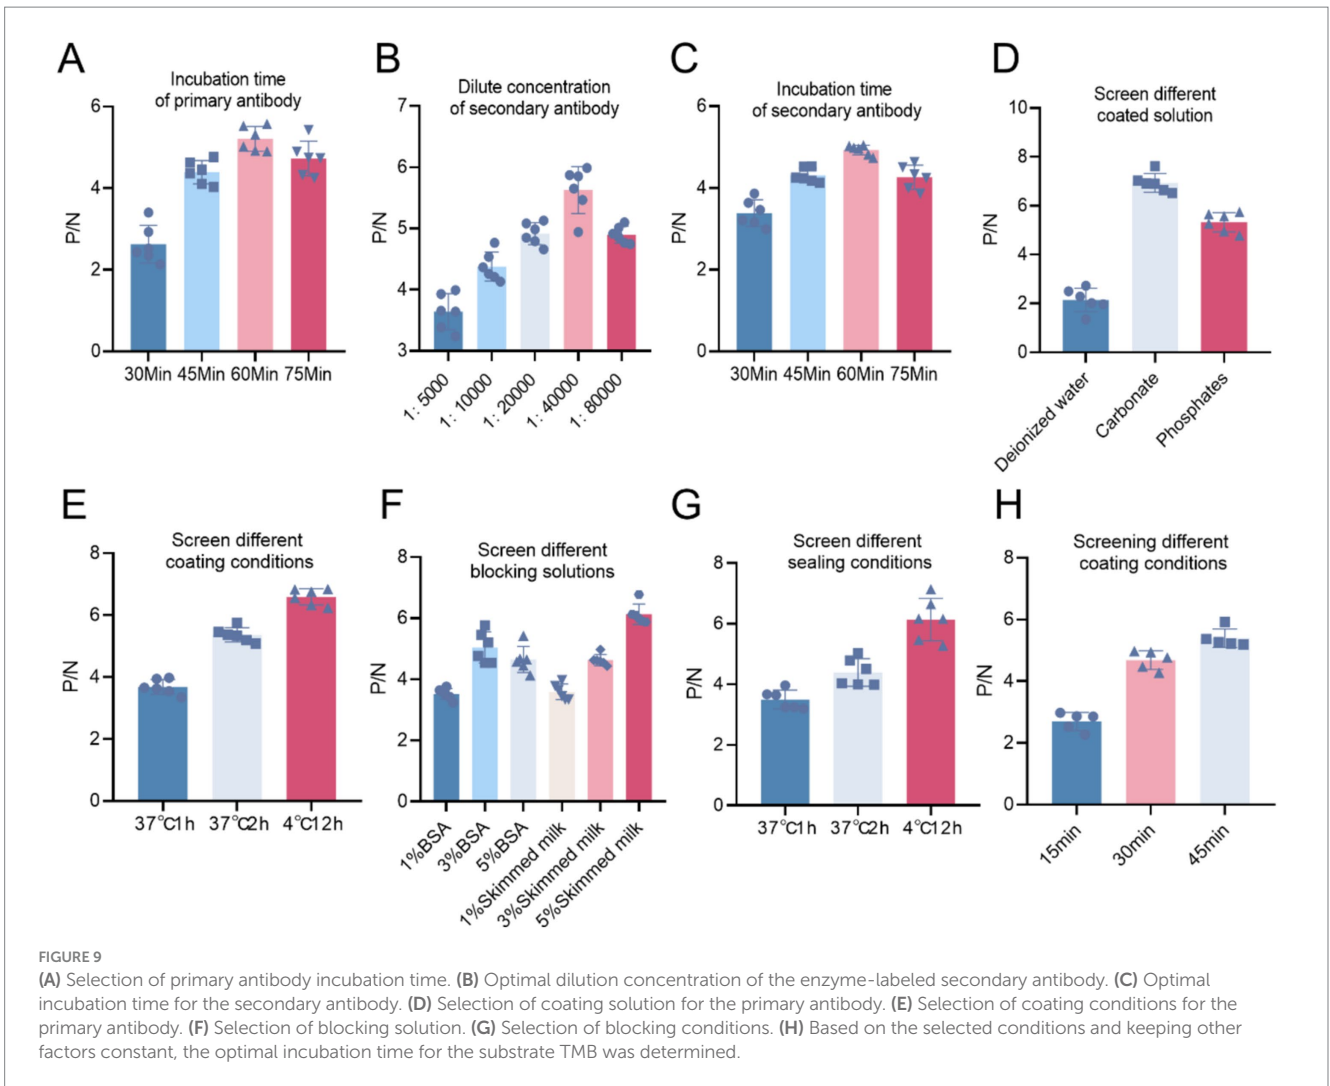 A
Incubation time
of primary antibody
P/N
6
4
2
0
30Min 45Min 60Min 75Min
B
Dilute concentration
of secondary antibody
P/N
7
6
5
4
3
1: 5000
1: 10000
1: 20000
1: 40000
1: 80000
C
Incubation time
of secondary antibody
P/N
6
4
2
0
30Min 45Min 60Min 75Min
D
Screen different
coated solution
P/N
10
8
6
4
2
0
Deionized water
Carbonate
Phosphates
E
Screen different
coating conditions
P/N
8
6
4
2
0
37°C1h 37°C2h 4°C12h
F
Screen different
blocking solutions
P/N
8
6
4
2
0
1%BSA
3%BSA
5%BSA
1%Skimmed milk
3%Skimmed milk
5%Skimmed milk
G
Screen different
sealing conditions
P/N
8
6
4
2
0
37°C1h 37°C2h 4°C12h
H
Screening different
coating conditions
P/N
8
6
4
2
0
15min
30min
45min
FIGURE 9
(A) Selection of primary antibody incubation time. (B) Optimal dilution concentration of the enzyme-labeled secondary antibody. (C) Optimal
incubation time for the secondary antibody. (D) Selection of coating solution for the primary antibody. (E) Selection of coating conditions for the
primary antibody. (F) Selection of blocking solution. (G) Selection of blocking conditions. (H) Based on the selected conditions and keeping other
factors constant, the optimal incubation time for the substrate TMB was determined.